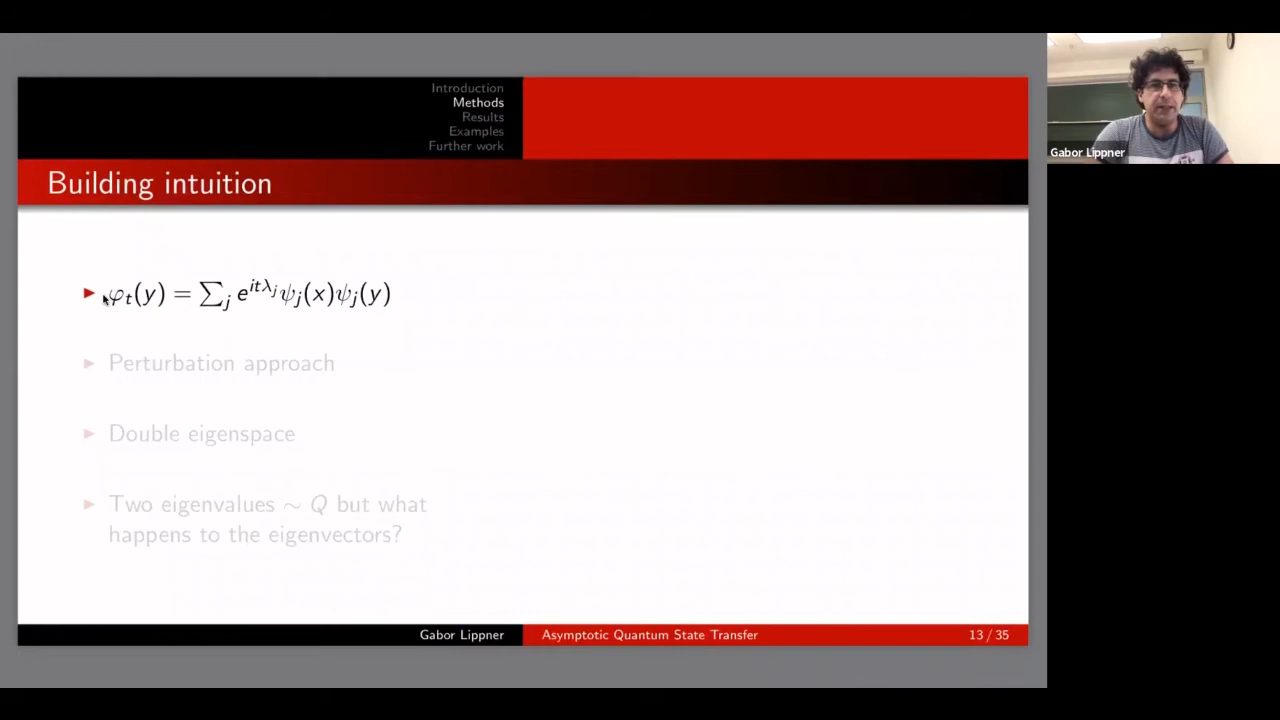 Introduction
Methods
Results
Examples
Further work
Building intuition
φ_t(y) = ∑_j e^{itλ_j} ψ_j(x)ψ_j(y)
Perturbation approach
Double eigenspace
Two eigenvalues ∼ Q but what
happens to the eigenvectors?
Gabor Lippner
Asymptotic Quantum State Transfer
13 / 35
Gabor Lippner